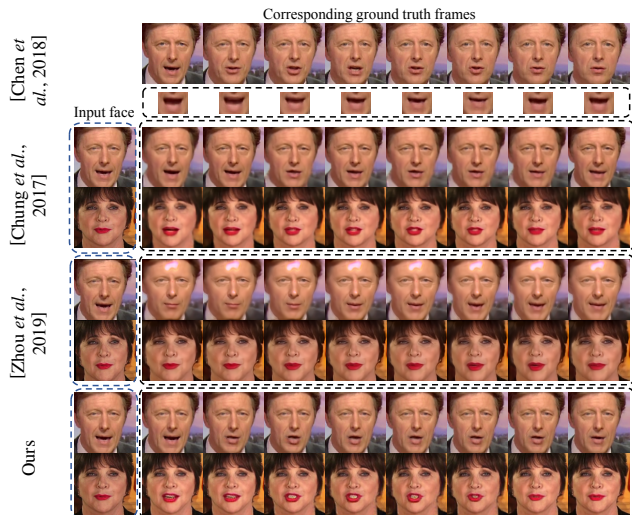 Corresponding ground truth frames
[Chen et
al., 2018]
Input face
[Chung et al.,
2017]
[Zhou et al.,
2019]
Ours